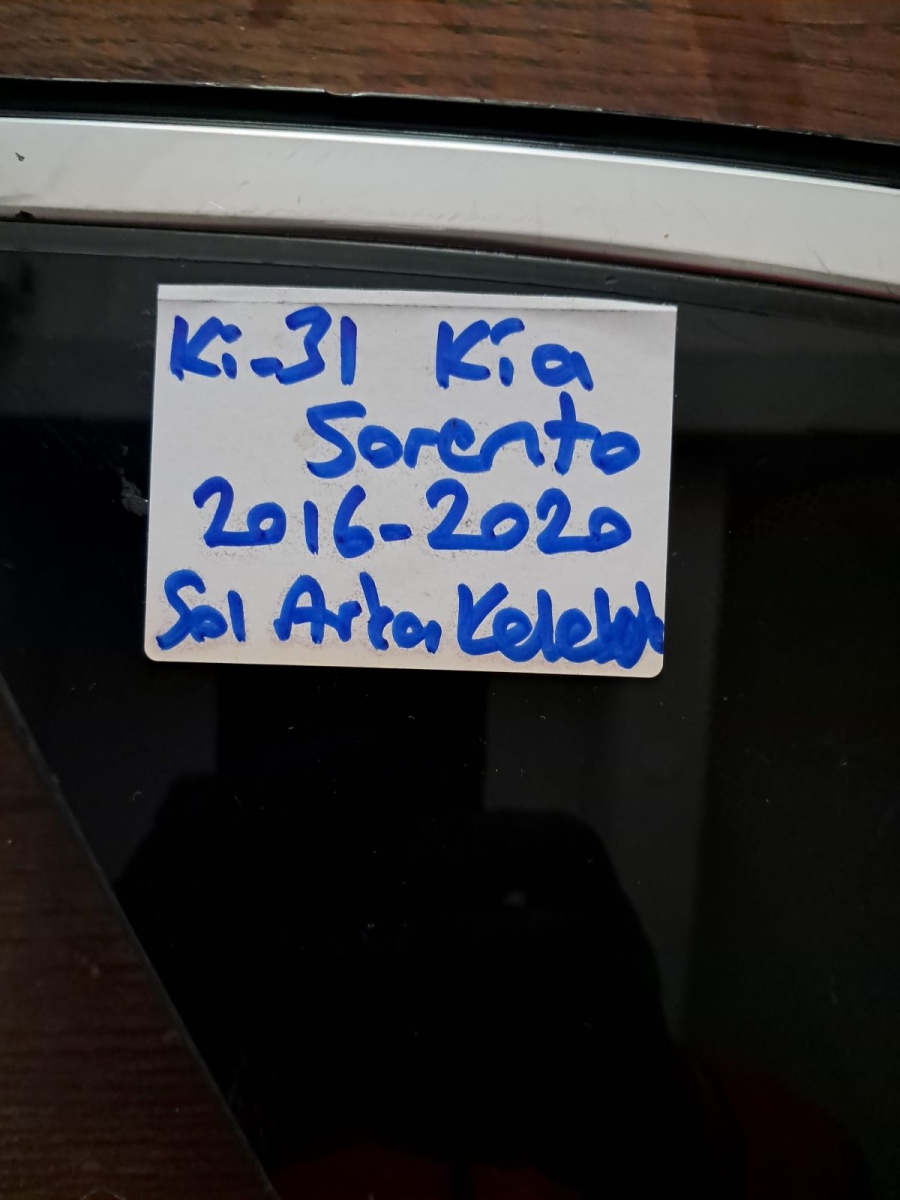 Ki-31 Kia
Sorento
2016-2020
Sol Arka Kelebek